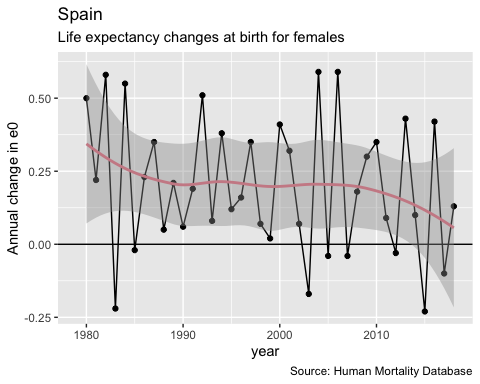 Spain
Life expectancy changes at birth for females
Annual change in e0
0.50
0.25
0.00
-0.25
1980
1990
2000
2010
year
Source: Human Mortality Database